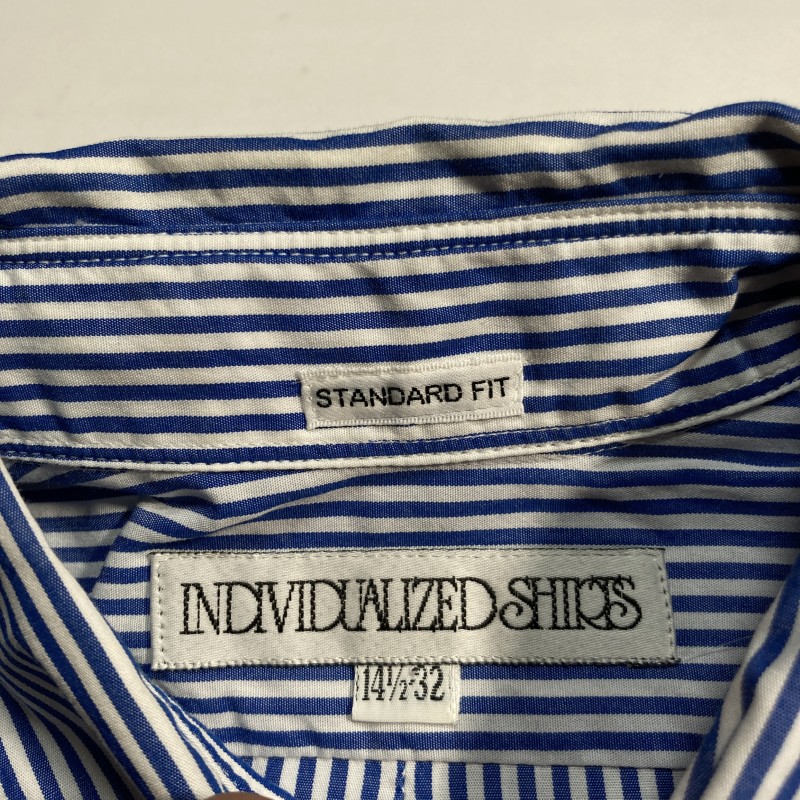 STANDARD FIT
INDIVIDUALIZED SHIRTS
14½-32